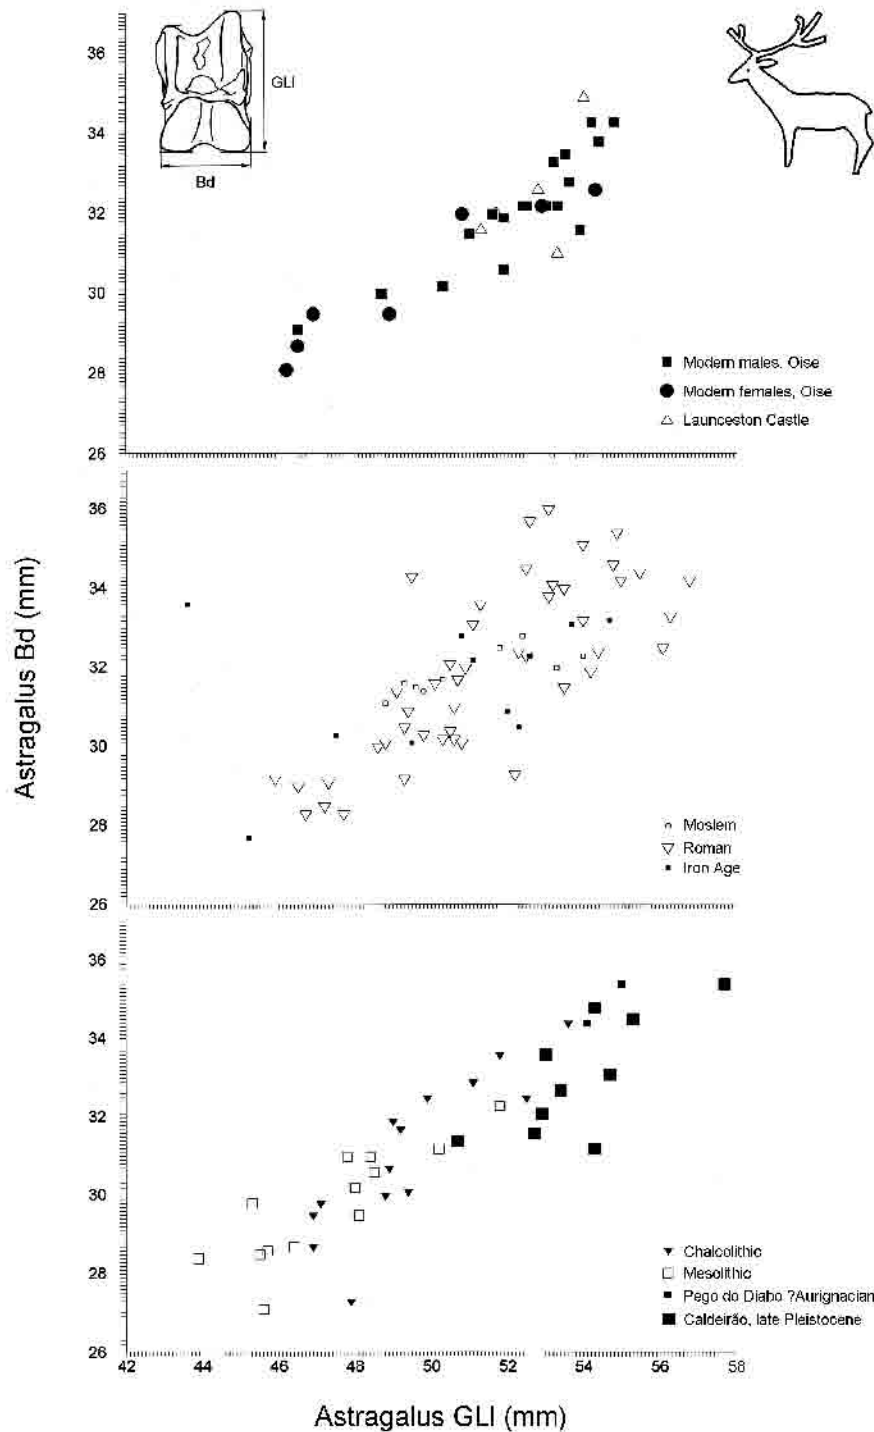 36
GLl
34
Bd
32
30
■ Modern males, Oise
28
● Modern females, Oise
△ Launceston Castle
26
36
34
32
30
28
○ Moslem
▽ Roman
▪ Iron Age
26
Astragalus Bd (mm)
36
34
32
30
28
▼ Chalcolithic
□ Mesolithic
▪ Pego do Diabo ?Aurignacian
■ Caldeirão, late Pleistocene
26
42 44 46 48 50 52 54 56 58
Astragalus GLl (mm)